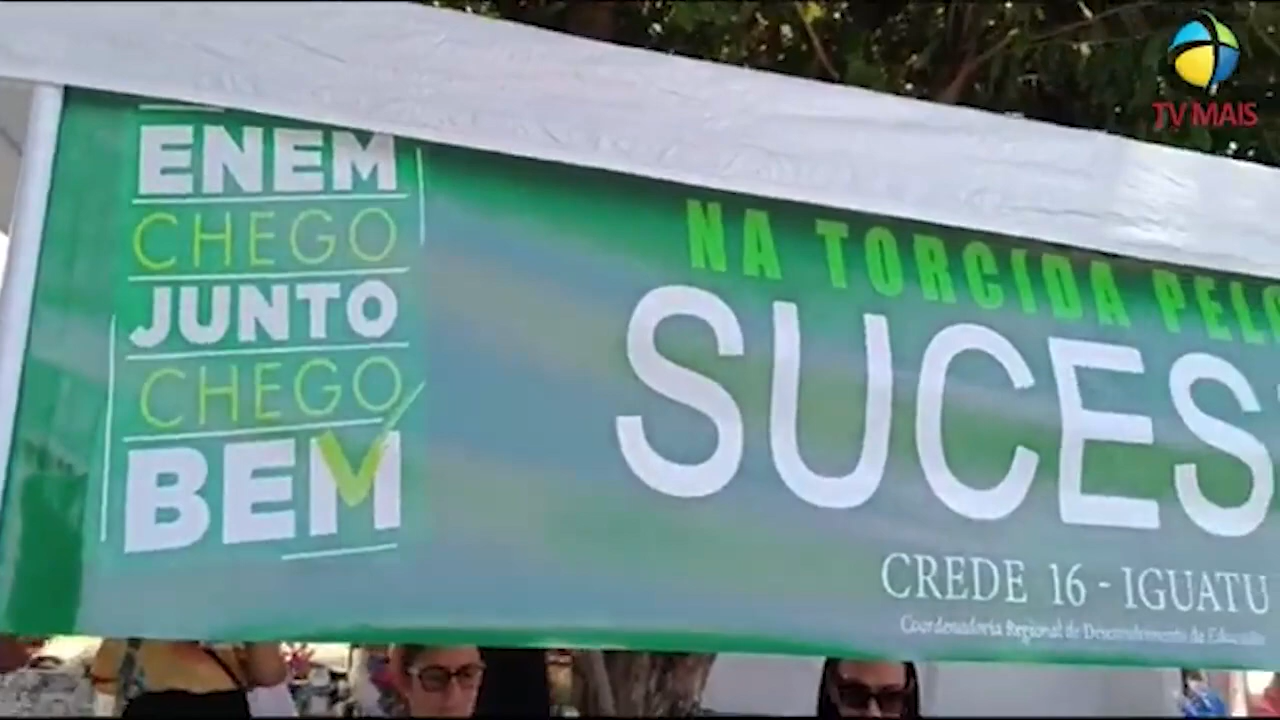 TV MAIS
ENEM
CHEGO
JUNTO
CHEGO
BEM
NA TORCIDA PELO
SUCES
CREDE 16 - IGUATU
Coordenadoria Regional de Desenvolvimento da Educação